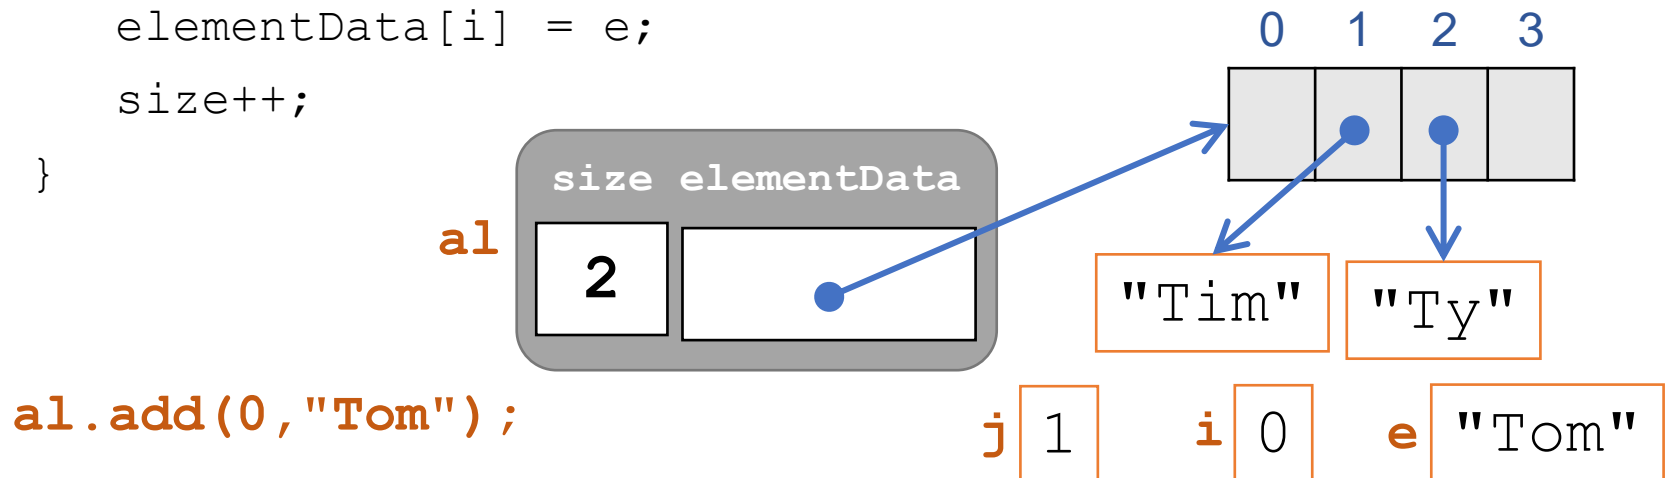 elementData[i] = e;
0 1 2 3
size++;
}
size elementData
al
2
"Tim" "Ty"
al.add(0,"Tom");
j 1 i 0 e "Tom"